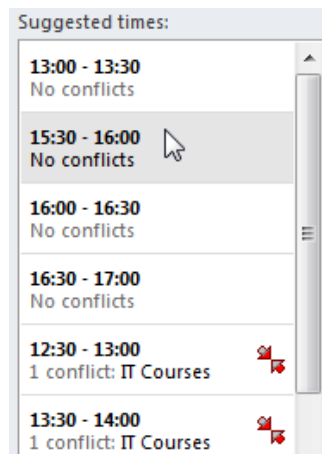 Suggested times:
13:00 - 13:30
No conflicts
15:30 - 16:00
No conflicts
16:00 - 16:30
No conflicts
16:30 - 17:00
No conflicts
12:30 - 13:00
1 conflict: IT Courses
13:30 - 14:00
1 conflict: IT Courses